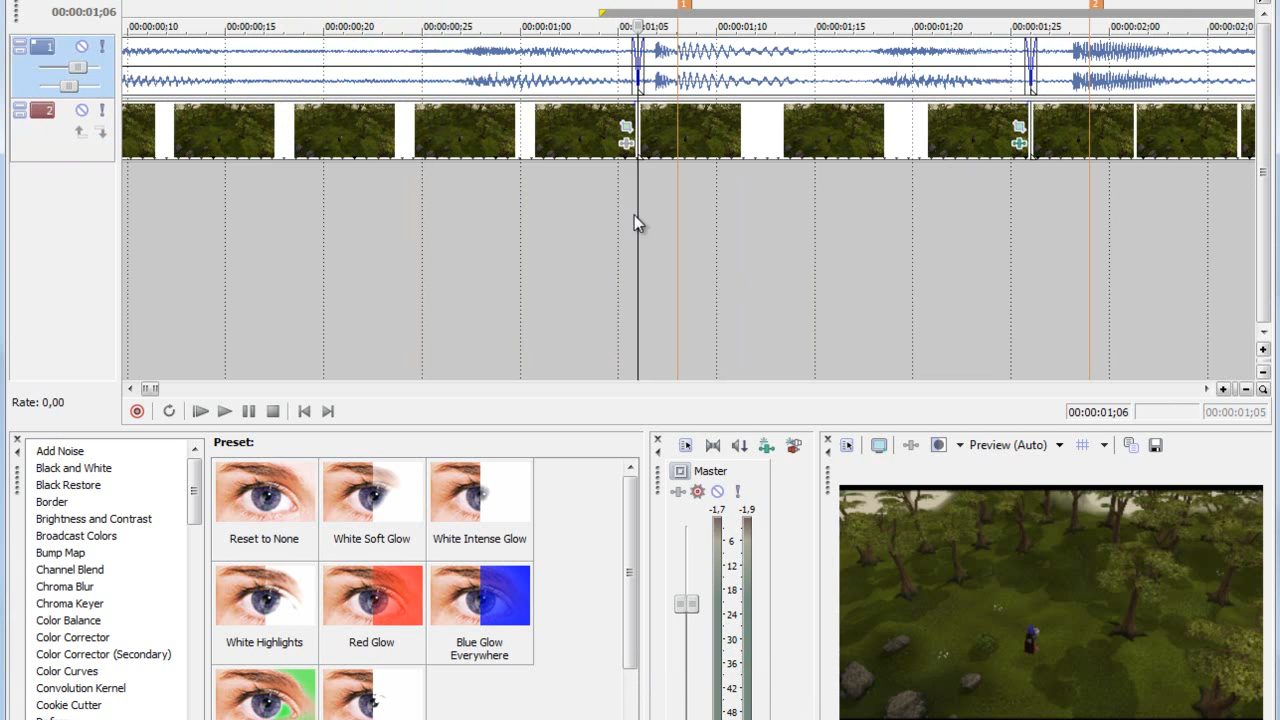 1
2
00:00:01;06
00:00:00;10
00:00:00;15
00:00:00;20
00:00:00;25
00:00:01;00
00:00:01;10
00:00:01;15
00:00:01;20
00:00:01;25
00:00:02;00
1
2
Rate: 0,00
00:00:01;06
00:00:01;05
Add Noise
Black and White
Black Restore
Border
Brightness and Contrast
Broadcast Colors
Bump Map
Channel Blend
Chroma Blur
Chroma Keyer
Color Balance
Color Corrector
Color Corrector (Secondary)
Color Curves
Convolution Kernel
Cookie Cutter
Preset:
Reset to None
White Soft Glow
White Intense Glow
White Highlights
Red Glow
Blue Glow
Everywhere
Master
-1,7
-1,9
6
12
18
24
30
36
42
48
Preview (Auto)